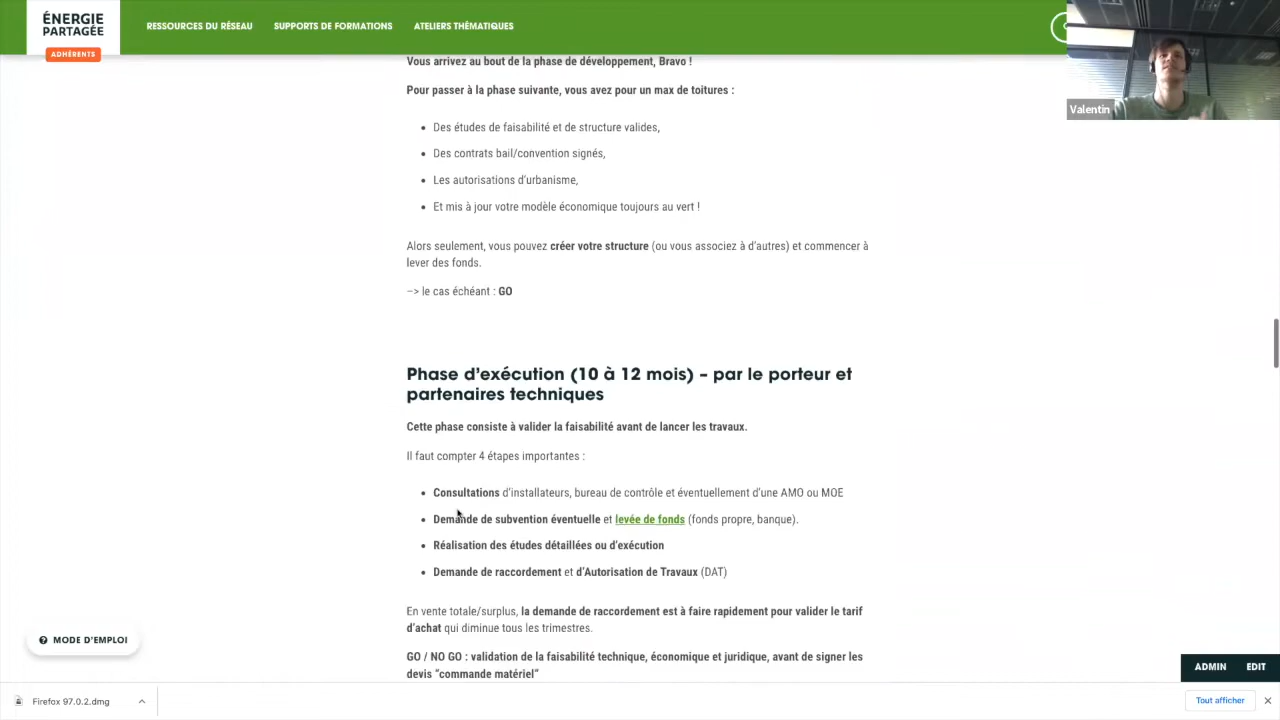 ÉNERGIE
PARTAGÉE
ADHÉRENTS
RESSOURCES DU RÉSEAU
SUPPORTS DE FORMATIONS
ATELIERS THÉMATIQUES
Valentin
Vous arrivez au bout de la phase de développement, Bravo !
Pour passer à la phase suivante, vous avez pour un max de toitures :
Des études de faisabilité et de structure valides,
Des contrats bail/convention signés,
Les autorisations d'urbanisme,
Et mis à jour votre modèle économique toujours au vert !
Alors seulement, vous pouvez créer votre structure (ou vous associez à d'autres) et commencer à
lever des fonds.
–> le cas échéant : GO
Phase d'exécution (10 à 12 mois) – par le porteur et
partenaires techniques
Cette phase consiste à valider la faisabilité avant de lancer les travaux.
Il faut compter 4 étapes importantes :
Consultations d'installateurs, bureau de contrôle et éventuellement d'une AMO ou MOE
Demande de subvention éventuelle et levée de fonds (fonds propre, banque).
Réalisation des études détaillées ou d'exécution
Demande de raccordement et d'Autorisation de Travaux (DAT)
En vente totale/surplus, la demande de raccordement est à faire rapidement pour valider le tarif
d'achat qui diminue tous les trimestres.
GO / NO GO : validation de la faisabilité technique, économique et juridique, avant de signer les
devis "commande matériel"
MODE D'EMPLOI
ADMIN
EDIT
Firefox 97.0.2.dmg
Tout afficher